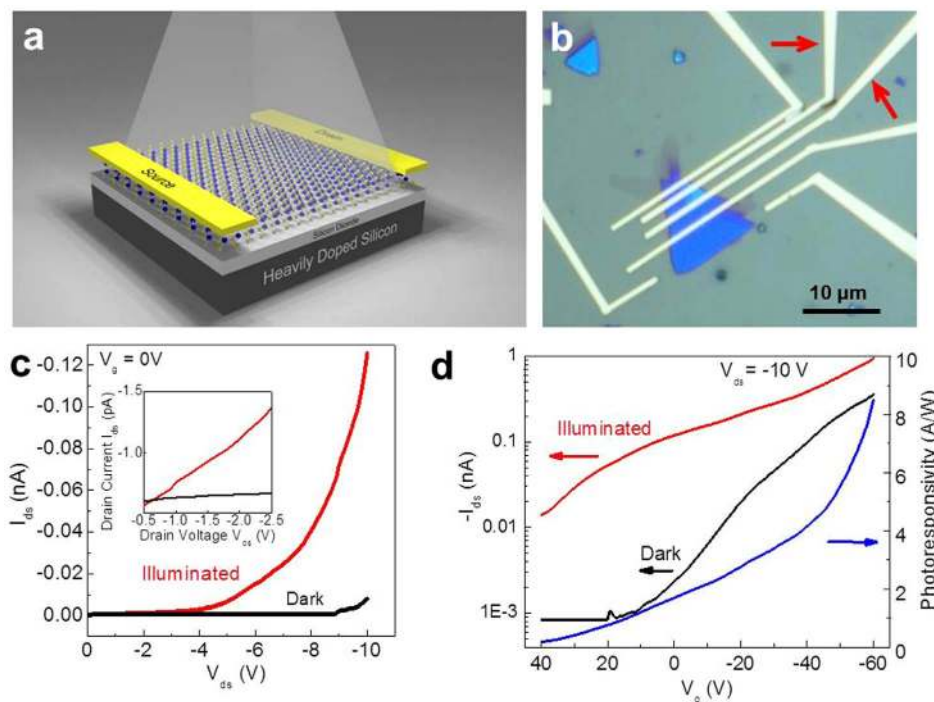 a
Source
Drain
Silicon Dioxide
Heavily Doped Silicon
b
10 µm
c
V_g = 0V
I_ds (nA)
-0.12
-0.10
-0.08
-0.06
-0.04
-0.02
0.00
Drain Current I_ds (pA)
-1.5
-1.0
-0.5 -1.0 -1.5 -2.0 -2.5
Drain Voltage V_ds (V)
Illuminated
Dark
0 -2 -4 -6 -8 -10
V_ds (V)
d
V_ds = -10 V
-I_ds (nA)
1
0.1
0.01
1E-3
Illuminated
Dark
10
8
6
4
2
0
Photoresponsivity (A/W)
40 20 0 -20 -40 -60
V_g (V)